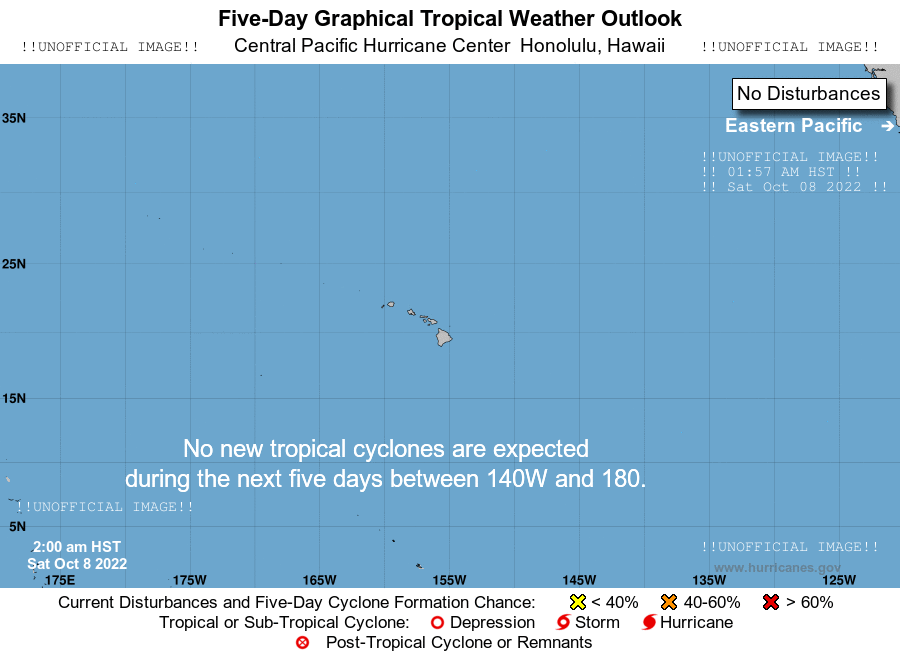 Five-Day Graphical Tropical Weather Outlook
!!UNOFFICIAL IMAGE!! Central Pacific Hurricane Center Honolulu, Hawaii !!UNOFFICIAL IMAGE!!
No Disturbances
35N
Eastern Pacific ➔
!!UNOFFICIAL IMAGE!!
!! 01:57 AM HST !!
!! Sat Oct 08 2022 !!
25N
15N
No new tropical cyclones are expected
during the next five days between 140W and 180.
!!UNOFFICIAL IMAGE!!
5N
2:00 am HST
Sat Oct 8 2022
!!UNOFFICIAL IMAGE!!
www.hurricanes.gov
175E 175W 165W 155W 145W 135W 125W
Current Disturbances and Five-Day Cyclone Formation Chance: < 40% 40-60% > 60%
Tropical or Sub-Tropical Cyclone: Depression Storm Hurricane
Post-Tropical Cyclone or Remnants